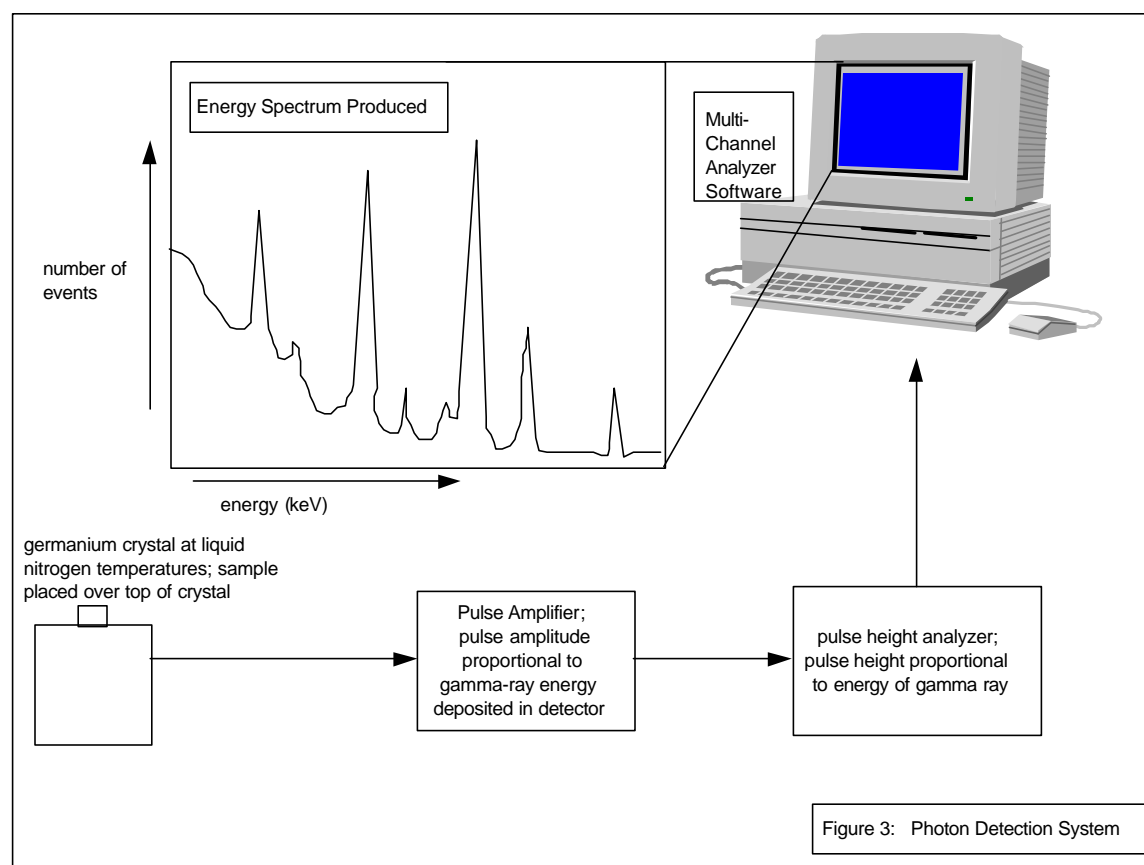 Energy Spectrum Produced
Multi-
Channel
Analyzer
Software
number of
events
energy (keV)
germanium crystal at liquid
nitrogen temperatures; sample
placed over top of crystal
Pulse Amplifier;
pulse amplitude
proportional to
gamma-ray energy
deposited in detector
pulse height analyzer;
pulse height proportional
to energy of gamma ray
Figure 3: Photon Detection System